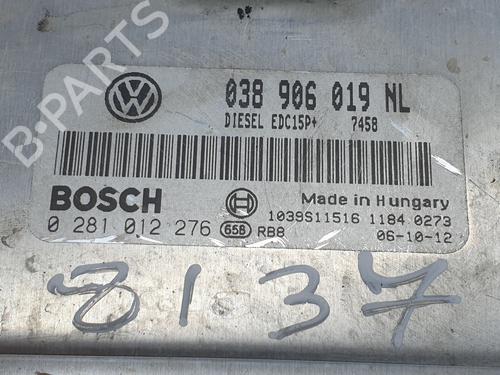 B-PARTS
038 906 019 NL
DIESEL EDC15P+ 7458
BOSCH
Made in Hungary
0 281 012 276 65B RB8
1039S11516 1184 0273
06-10-12
8137